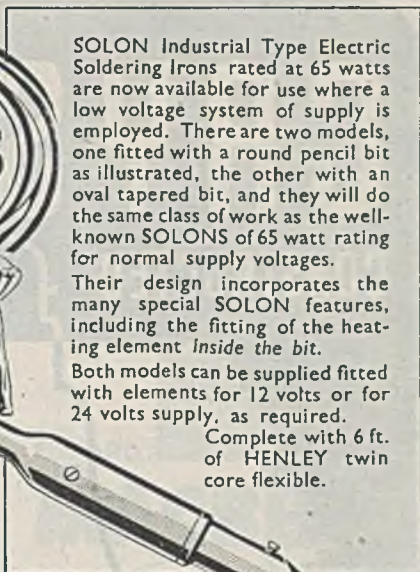 SOLON Industrial Type Electric
Soldering Irons rated at 65 watts
are now available for use where a
low voltage system of supply is
employed. There are two models,
one fitted with a round pencil bit
as illustrated, the other with an
oval tapered bit, and they will do
the same class of work as the well-
known SOLONS of 65 watt rating
for normal supply voltages.
Their design incorporates the
many special SOLON features,
including the fitting of the heat-
ing element inside the bit.
Both models can be supplied fitted
with elements for 12 volts or for
24 volts supply, as required.
Complete with 6 ft.
of HENLEY twin
core flexible.